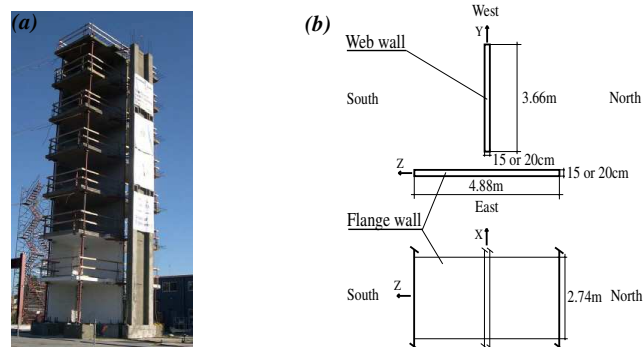 (a)
(b)
West
Y
Web wall
South
3.66m
North
15 or 20cm
Z
15 or 20cm
4.88m
East
Flange wall
X
South
Z
2.74m
North